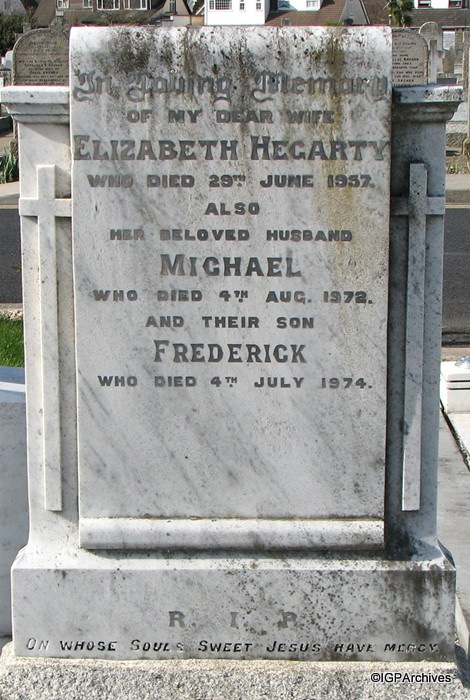 In Loving Memory
OF MY DEAR WIFE
ELIZABETH HEGARTY
WHO DIED 29TH JUNE 1957.
ALSO
HER BELOVED HUSBAND
MICHAEL
WHO DIED 4TH AUG. 1972.
AND THEIR SON
FREDERICK
WHO DIED 4TH JULY 1974.
R. I. P.
ON WHOSE SOULS SWEET JESUS HAVE MERCY.
©IGPArchives